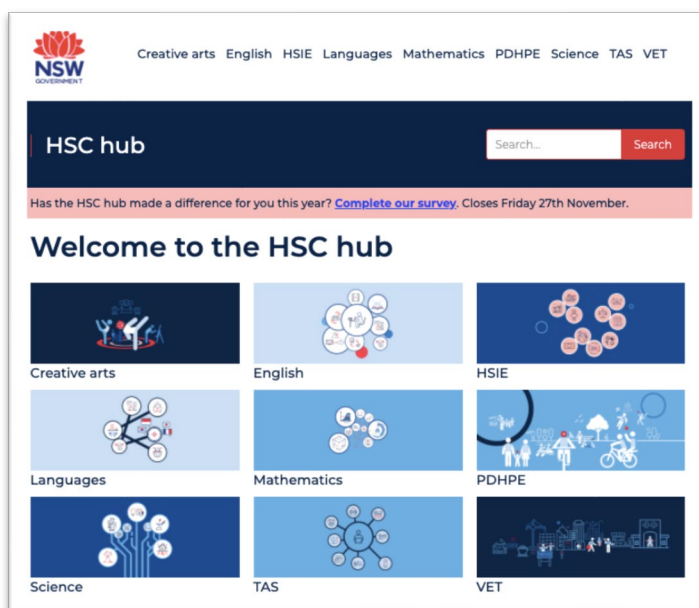 NSW
GOVERNMENT
Creative arts English HSIE Languages Mathematics PDHPE Science TAS VET
HSC hub
Search...
Search
Has the HSC hub made a difference for you this year? Complete our survey. Closes Friday 27th November.
Welcome to the HSC hub
Creative arts
English
HSIE
Languages
Mathematics
PDHPE
Science
TAS
VET